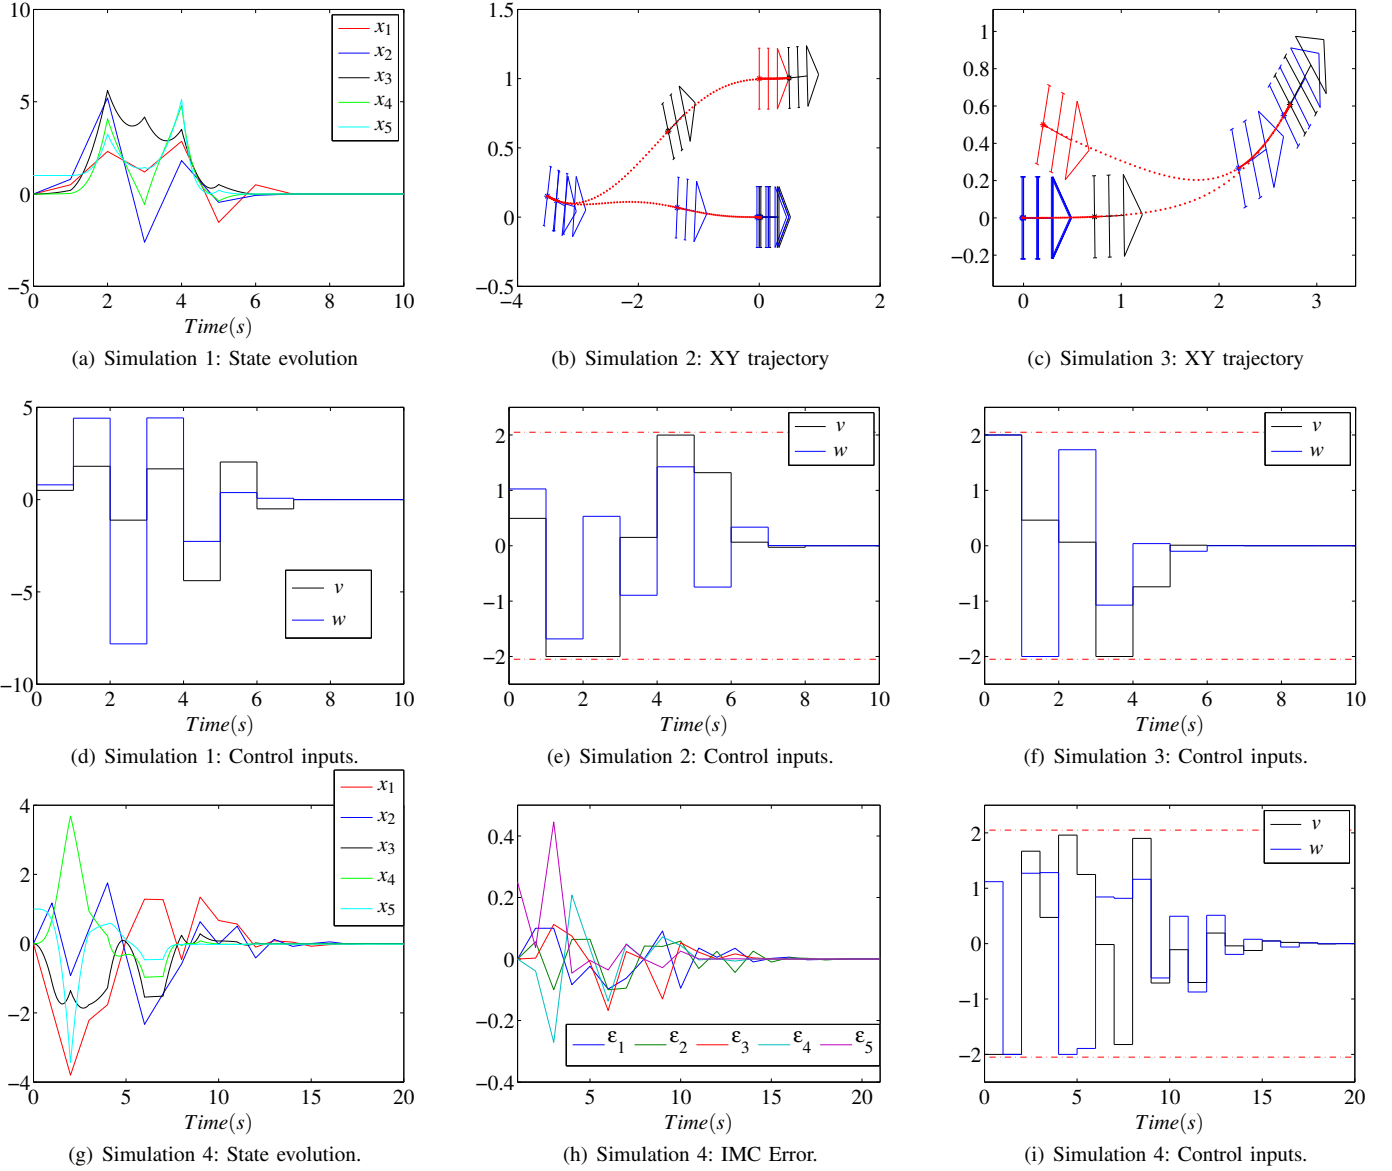 10
5
0
−5
0 2 4 6 8 10
x1
x2
x3
x4
x5
Time(s)
(a) Simulation 1: State evolution
1.5
1
0.5
0
−0.5
−4 −2 0 2
(b) Simulation 2: XY trajectory
1
0.8
0.6
0.4
0.2
0
−0.2
0 1 2 3
(c) Simulation 3: XY trajectory
5
0
−5
−10
0 2 4 6 8 10
v
w
Time(s)
(d) Simulation 1: Control inputs.
2
1
0
−1
−2
0 2 4 6 8 10
v
w
Time(s)
(e) Simulation 2: Control inputs.
2
1
0
−1
−2
0 2 4 6 8 10
v
w
Time(s)
(f) Simulation 3: Control inputs.
4
2
0
−2
−4
0 5 10 15 20
x1
x2
x3
x4
x5
Time(s)
(g) Simulation 4: State evolution.
0.4
0.2
0
−0.2
−0.4
5 10 15 20
ε1 ε2 ε3 ε4 ε5
Time(s)
(h) Simulation 4: IMC Error.
2
1
0
−1
−2
0 5 10 15 20
v
w
Time(s)
(i) Simulation 4: Control inputs.